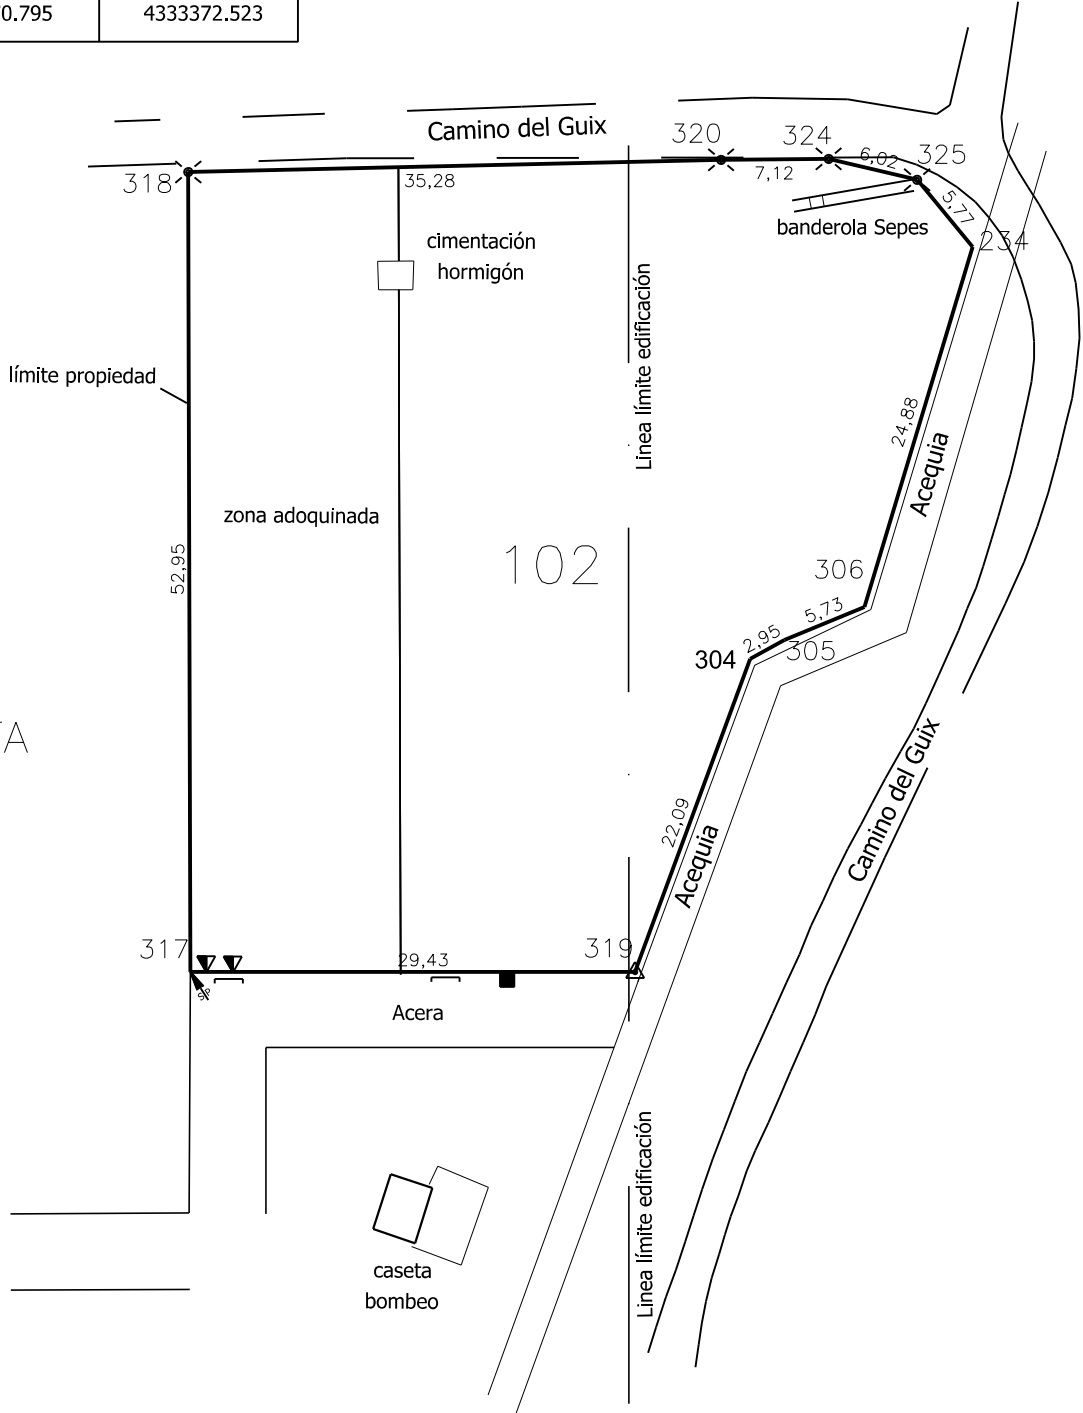 4333372.523
Camino del Guix
320
324
6,02
325
318
35,28
7,12
5,77
banderola Sepes
234
cimentación
hormigón
Linea límite edificación
límite propiedad
24,88
Acequia
zona adoquinada
52,95
102
306
5,73
2,95
305
304
Camino del Guix
22,09
Acequia
317
29,43
319
Acera
Linea límite edificación
caseta
bombeo